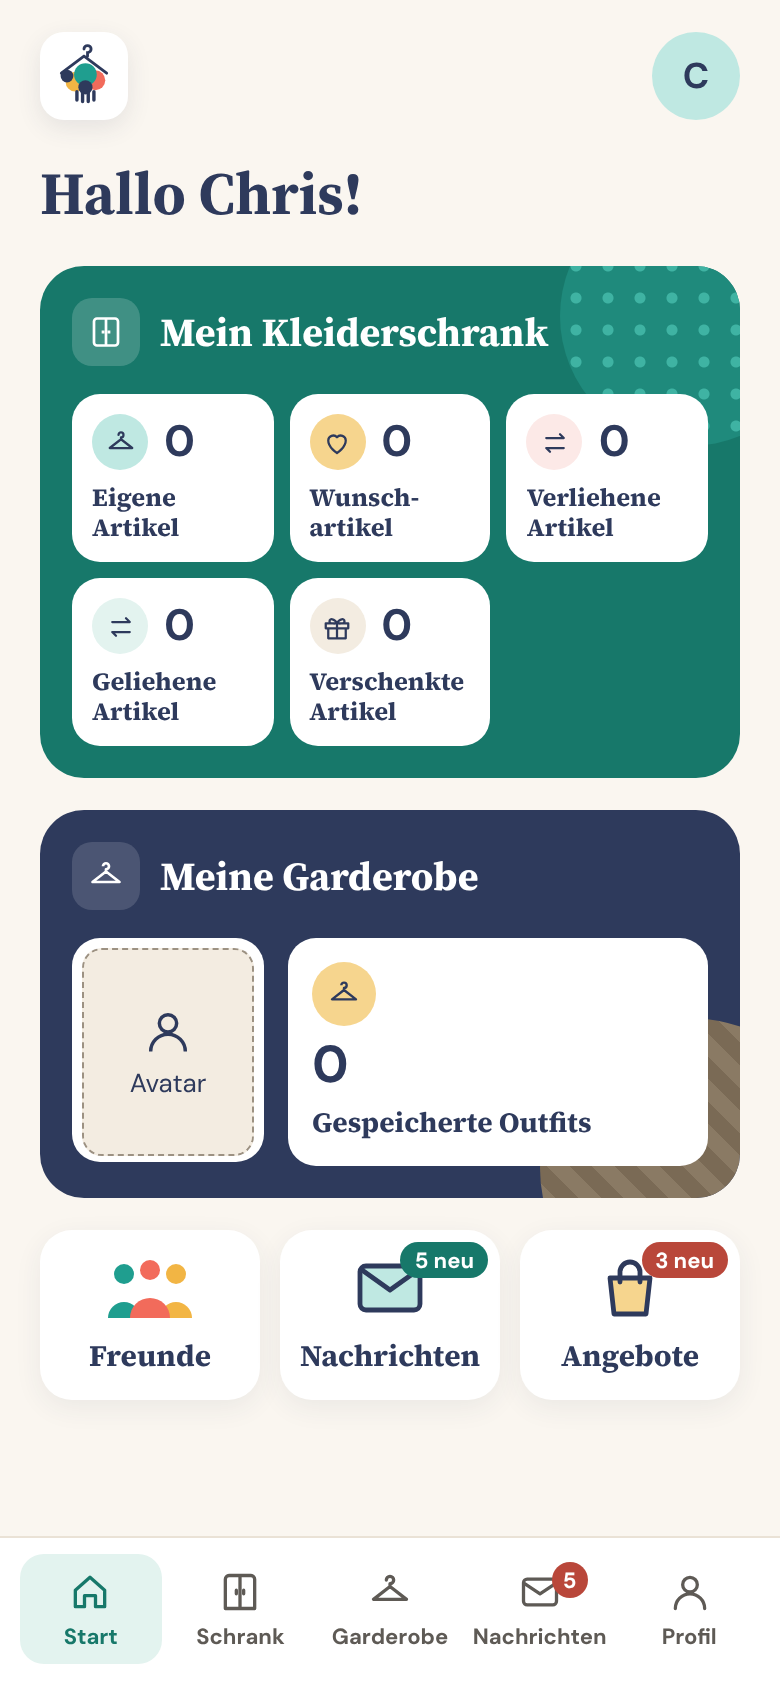 C
Hallo Chris!
Mein Kleiderschrank
0
Eigene
Artikel
0
Wunsch-
artikel
0
Verliehene
Artikel
0
Geliehene
Artikel
0
Verschenkte
Artikel
Meine Garderobe
Avatar
0
Gespeicherte Outfits
Freunde
5 neu
Nachrichten
3 neu
Angebote
Start
Schrank
Garderobe
5
Nachrichten
Profil